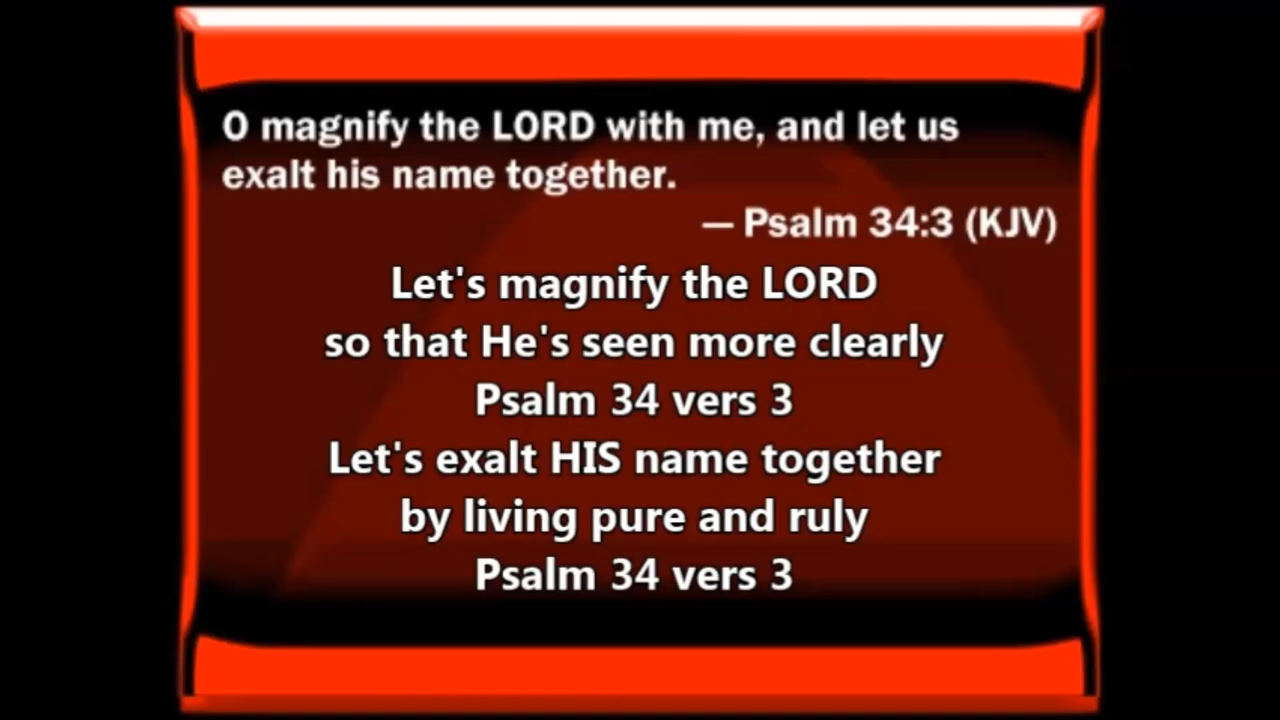 O magnify the LORD with me, and let us
exalt his name together.
— Psalm 34:3 (KJV)
Let's magnify the LORD
so that He's seen more clearly
Psalm 34 vers 3
Let's exalt HIS name together
by living pure and ruly
Psalm 34 vers 3